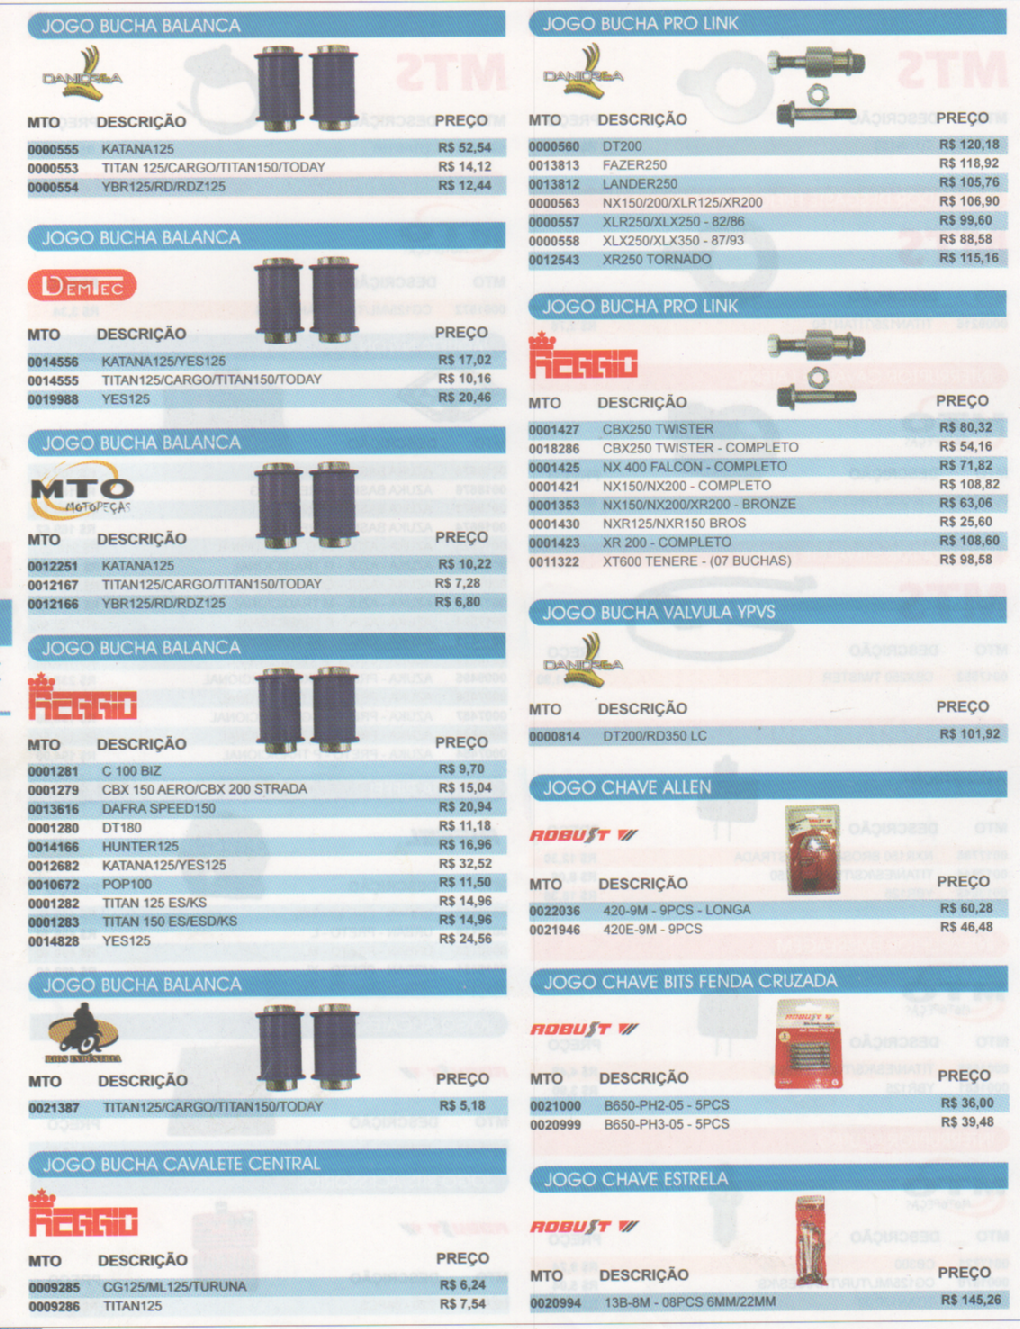 JOGO BUCHA BALANCA
DANIDREA
MTO DESCRIÇÃO PREÇO
0000555 KATANA125 R$ 52,54
0000553 TITAN 125/CARGO/TITAN150/TODAY R$ 14,12
0000554 YBR125/RD/RDZ125 R$ 12,44
JOGO BUCHA BALANCA
DEMTEC
MTO DESCRIÇÃO PREÇO
0014556 KATANA125/YES125 R$ 17,02
0014555 TITAN125/CARGO/TITAN150/TODAY R$ 10,16
0019988 YES125 R$ 20,46
JOGO BUCHA BALANCA
MTO
MOTOPEÇAS
MTO DESCRIÇÃO PREÇO
0012251 KATANA125 R$ 10,22
0012167 TITAN125/CARGO/TITAN150/TODAY R$ 7,28
0012166 YBR125/RD/RDZ125 R$ 6,80
JOGO BUCHA BALANCA
REGGIO
MTO DESCRIÇÃO PREÇO
0001281 C 100 BIZ R$ 9,70
0001279 CBX 150 AERO/CBX 200 STRADA R$ 15,04
0013616 DAFRA SPEED150 R$ 20,94
0001280 DT180 R$ 11,18
0014166 HUNTER125 R$ 16,96
0012682 KATANA125/YES125 R$ 32,52
0010672 POP100 R$ 11,50
0001282 TITAN 125 ES/KS R$ 14,96
0001283 TITAN 150 ES/ESD/KS R$ 14,96
0014828 YES125 R$ 24,56
JOGO BUCHA BALANCA
MTO DESCRIÇÃO PREÇO
0021387 TITAN125/CARGO/TITAN150/TODAY R$ 5,18
JOGO BUCHA CAVALETE CENTRAL
REGGIO
MTO DESCRIÇÃO PREÇO
0009285 CG125/ML125/TURUNA R$ 6,24
0009286 TITAN125 R$ 7,54
JOGO BUCHA PRO LINK
DANIDREA
MTO DESCRIÇÃO PREÇO
0000560 DT200 R$ 120,18
0013813 FAZER250 R$ 118,92
0013812 LANDER250 R$ 105,76
0000563 NX150/200/XLR125/XR200 R$ 106,90
0000557 XLR250/XLX250 - 82/86 R$ 99,60
0000558 XLX250/XLX350 - 87/93 R$ 88,58
0012543 XR250 TORNADO R$ 115,16
JOGO BUCHA PRO LINK
REGGIO
MTO DESCRIÇÃO PREÇO
0001427 CBX250 TWISTER R$ 80,32
0018286 CBX250 TWISTER - COMPLETO R$ 54,16
0001425 NX 400 FALCON - COMPLETO R$ 71,82
0001421 NX150/NX200 - COMPLETO R$ 108,82
0001353 NX150/NX200/XR200 - BRONZE R$ 63,06
0001430 NXR125/NXR150 BROS R$ 25,60
0001423 XR 200 - COMPLETO R$ 108,60
0011322 XT600 TENERE - (07 BUCHAS) R$ 98,58
JOGO BUCHA VALVULA YPVS
DANIDREA
MTO DESCRIÇÃO PREÇO
0000814 DT200/RD350 LC R$ 101,92
JOGO CHAVE ALLEN
ROBUST
MTO DESCRIÇÃO PREÇO
0022036 420-9M - 9PCS - LONGA R$ 60,28
0021946 420E-9M - 9PCS R$ 46,48
JOGO CHAVE BITS FENDA CRUZADA
ROBUST
MTO DESCRIÇÃO PREÇO
0021000 B650-PH2-05 - 5PCS R$ 36,00
0020999 B650-PH3-05 - 5PCS R$ 39,48
JOGO CHAVE ESTRELA
ROBUST
MTO DESCRIÇÃO PREÇO
0020994 13B-8M - 08PCS 6MM/22MM R$ 145,26